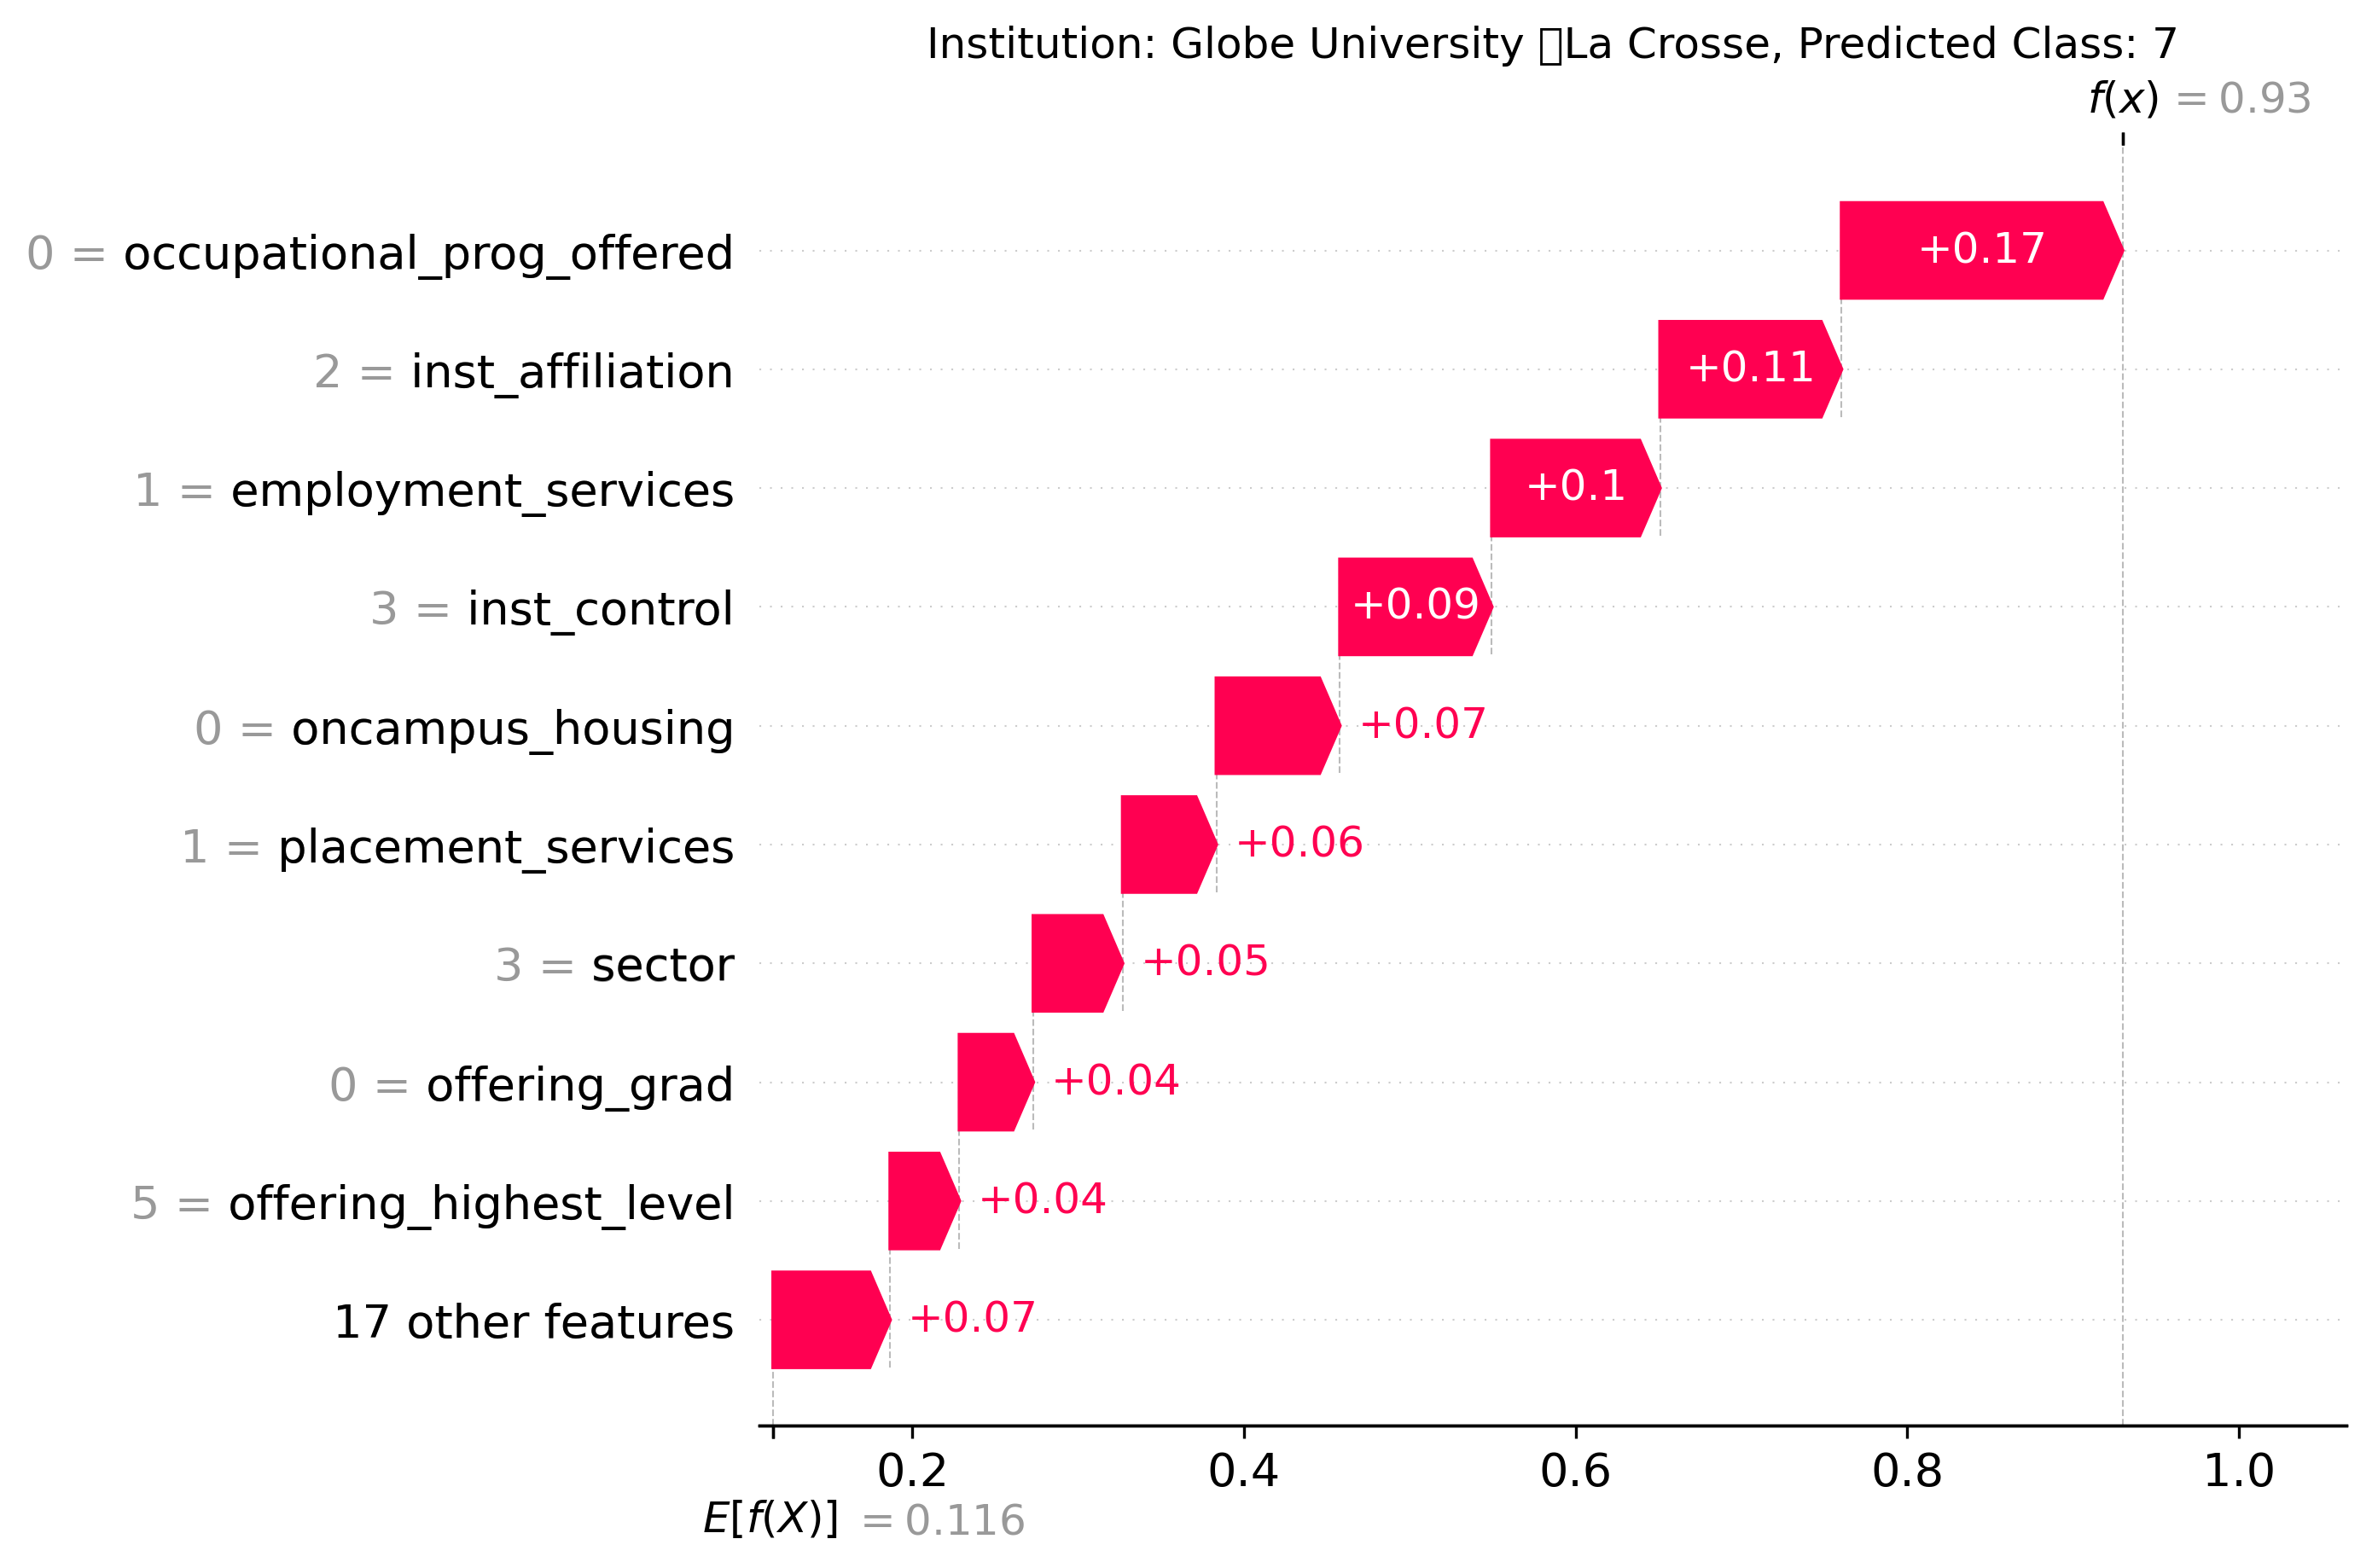 Institution: Globe University ▯La Crosse, Predicted Class: 7
f(x) = 0.93
0 = occupational_prog_offered +0.17
2 = inst_affiliation +0.11
1 = employment_services +0.1
3 = inst_control +0.09
0 = oncampus_housing +0.07
1 = placement_services +0.06
3 = sector +0.05
0 = offering_grad +0.04
5 = offering_highest_level +0.04
17 other features +0.07
0.2 0.4 0.6 0.8 1.0
E[f(X)] = 0.116